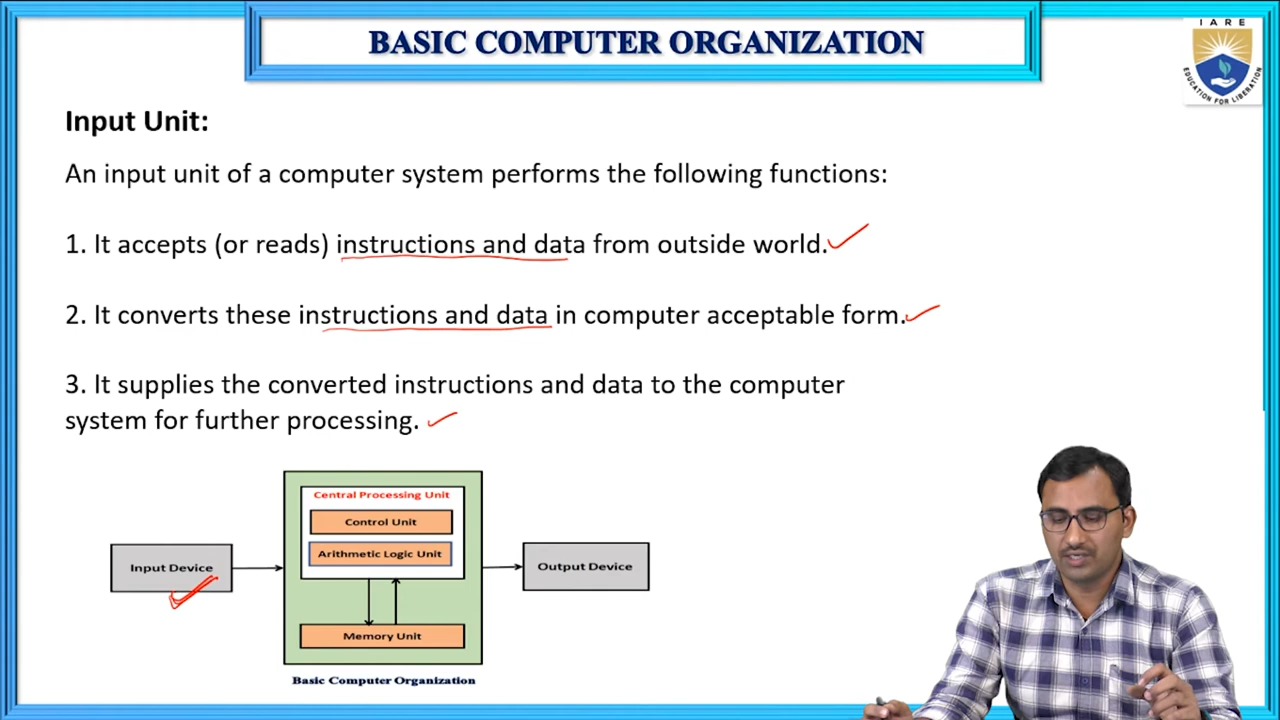 BASIC COMPUTER ORGANIZATION
I A R E
EDUCATION FOR LIBERATION
Input Unit:
An input unit of a computer system performs the following functions:
1. It accepts (or reads) instructions and data from outside world.
2. It converts these instructions and data in computer acceptable form.
3. It supplies the converted instructions and data to the computer
system for further processing.
Central Processing Unit
Control Unit
Arithmetic Logic Unit
Input Device
Output Device
Memory Unit
Basic Computer Organization